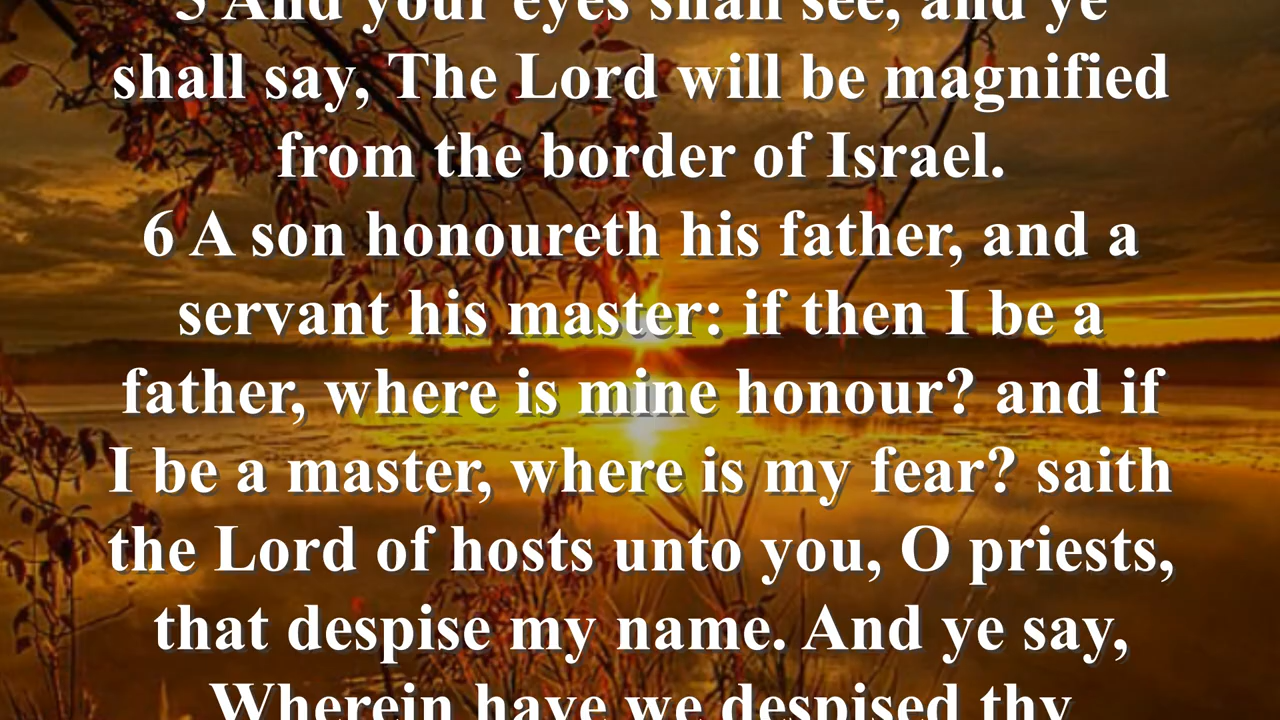 5 And your eyes shall see, and ye
shall say, The Lord will be magnified
from the border of Israel.
6 A son honoureth his father, and a
servant his master: if then I be a
father, where is mine honour? and if
I be a master, where is my fear? saith
the Lord of hosts unto you, O priests,
that despise my name. And ye say,
Wherein have we despised thy